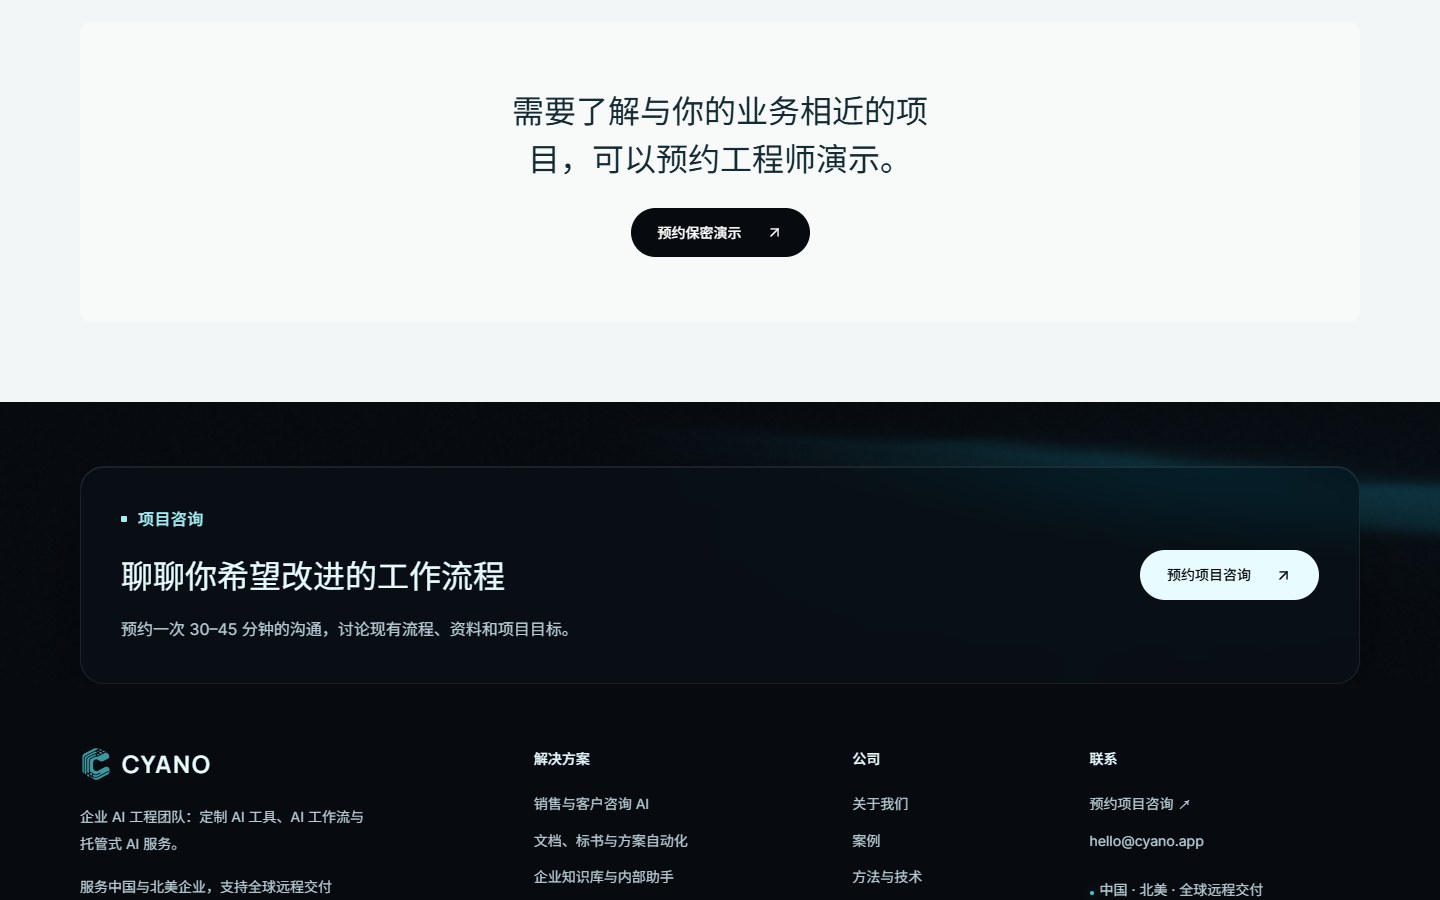 需要了解与你的业务相近的项
目，可以预约工程师演示。
预约保密演示
项目咨询
聊聊你希望改进的工作流程
预约一次 30–45 分钟的沟通，讨论现有流程、资料和项目目标。
预约项目咨询
CYANO
企业 AI 工程团队：定制 AI 工具、AI 工作流与
托管式 AI 服务。
服务中国与北美企业，支持全球远程交付
解决方案
销售与客户咨询 AI
文档、标书与方案自动化
企业知识库与内部助手
公司
关于我们
案例
方法与技术
联系
预约项目咨询 ↗
hello@cyano.app
中国 · 北美 · 全球远程交付